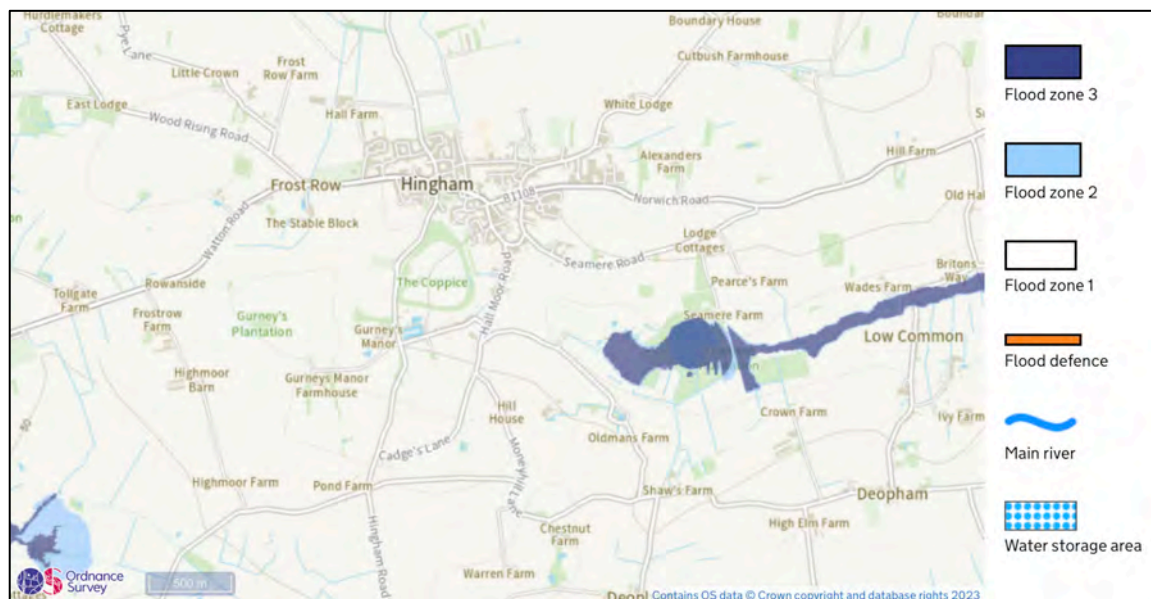 Hurdlemakers
Cottage
Pye Lane
Little Crown
Frost
Row Farm
Boundary House
Cutbush Farmhouse
East Lodge
Wood Rising Road
Hall Farm
White Lodge
Alexanders
Farm
Hill Farm
Frost Row
Hingham
B1108
Norwich Road
Old Hal
The Stable Block
Watton Road
Lodge
Cottages
Seamere Road
Rowanside
The Coppice
Hall Moor Road
Pearce's Farm
Britons
Way
Wades Farm
Tollgate
Farm
Frostrow
Farm
Gurney's
Plantation
Gurney's
Manor
Seamere Farm
Low Common
Highmoor
Barn
Gurneys Manor
Farmhouse
Hill
House
Crown Farm
Ivy Farm
50
Oldmans Farm
Cadge's Lane
Moneyhill Lane
Highmoor Farm
Pond Farm
Shaw's Farm
Deopham
High Elm Farm
Chestnut
Farm
Hingham Road
Warren Farm
Ordnance
Survey
500 m
Contains OS data © Crown copyright and database rights 2023
Flood zone 3
Flood zone 2
Flood zone 1
Flood defence
Main river
Water storage area